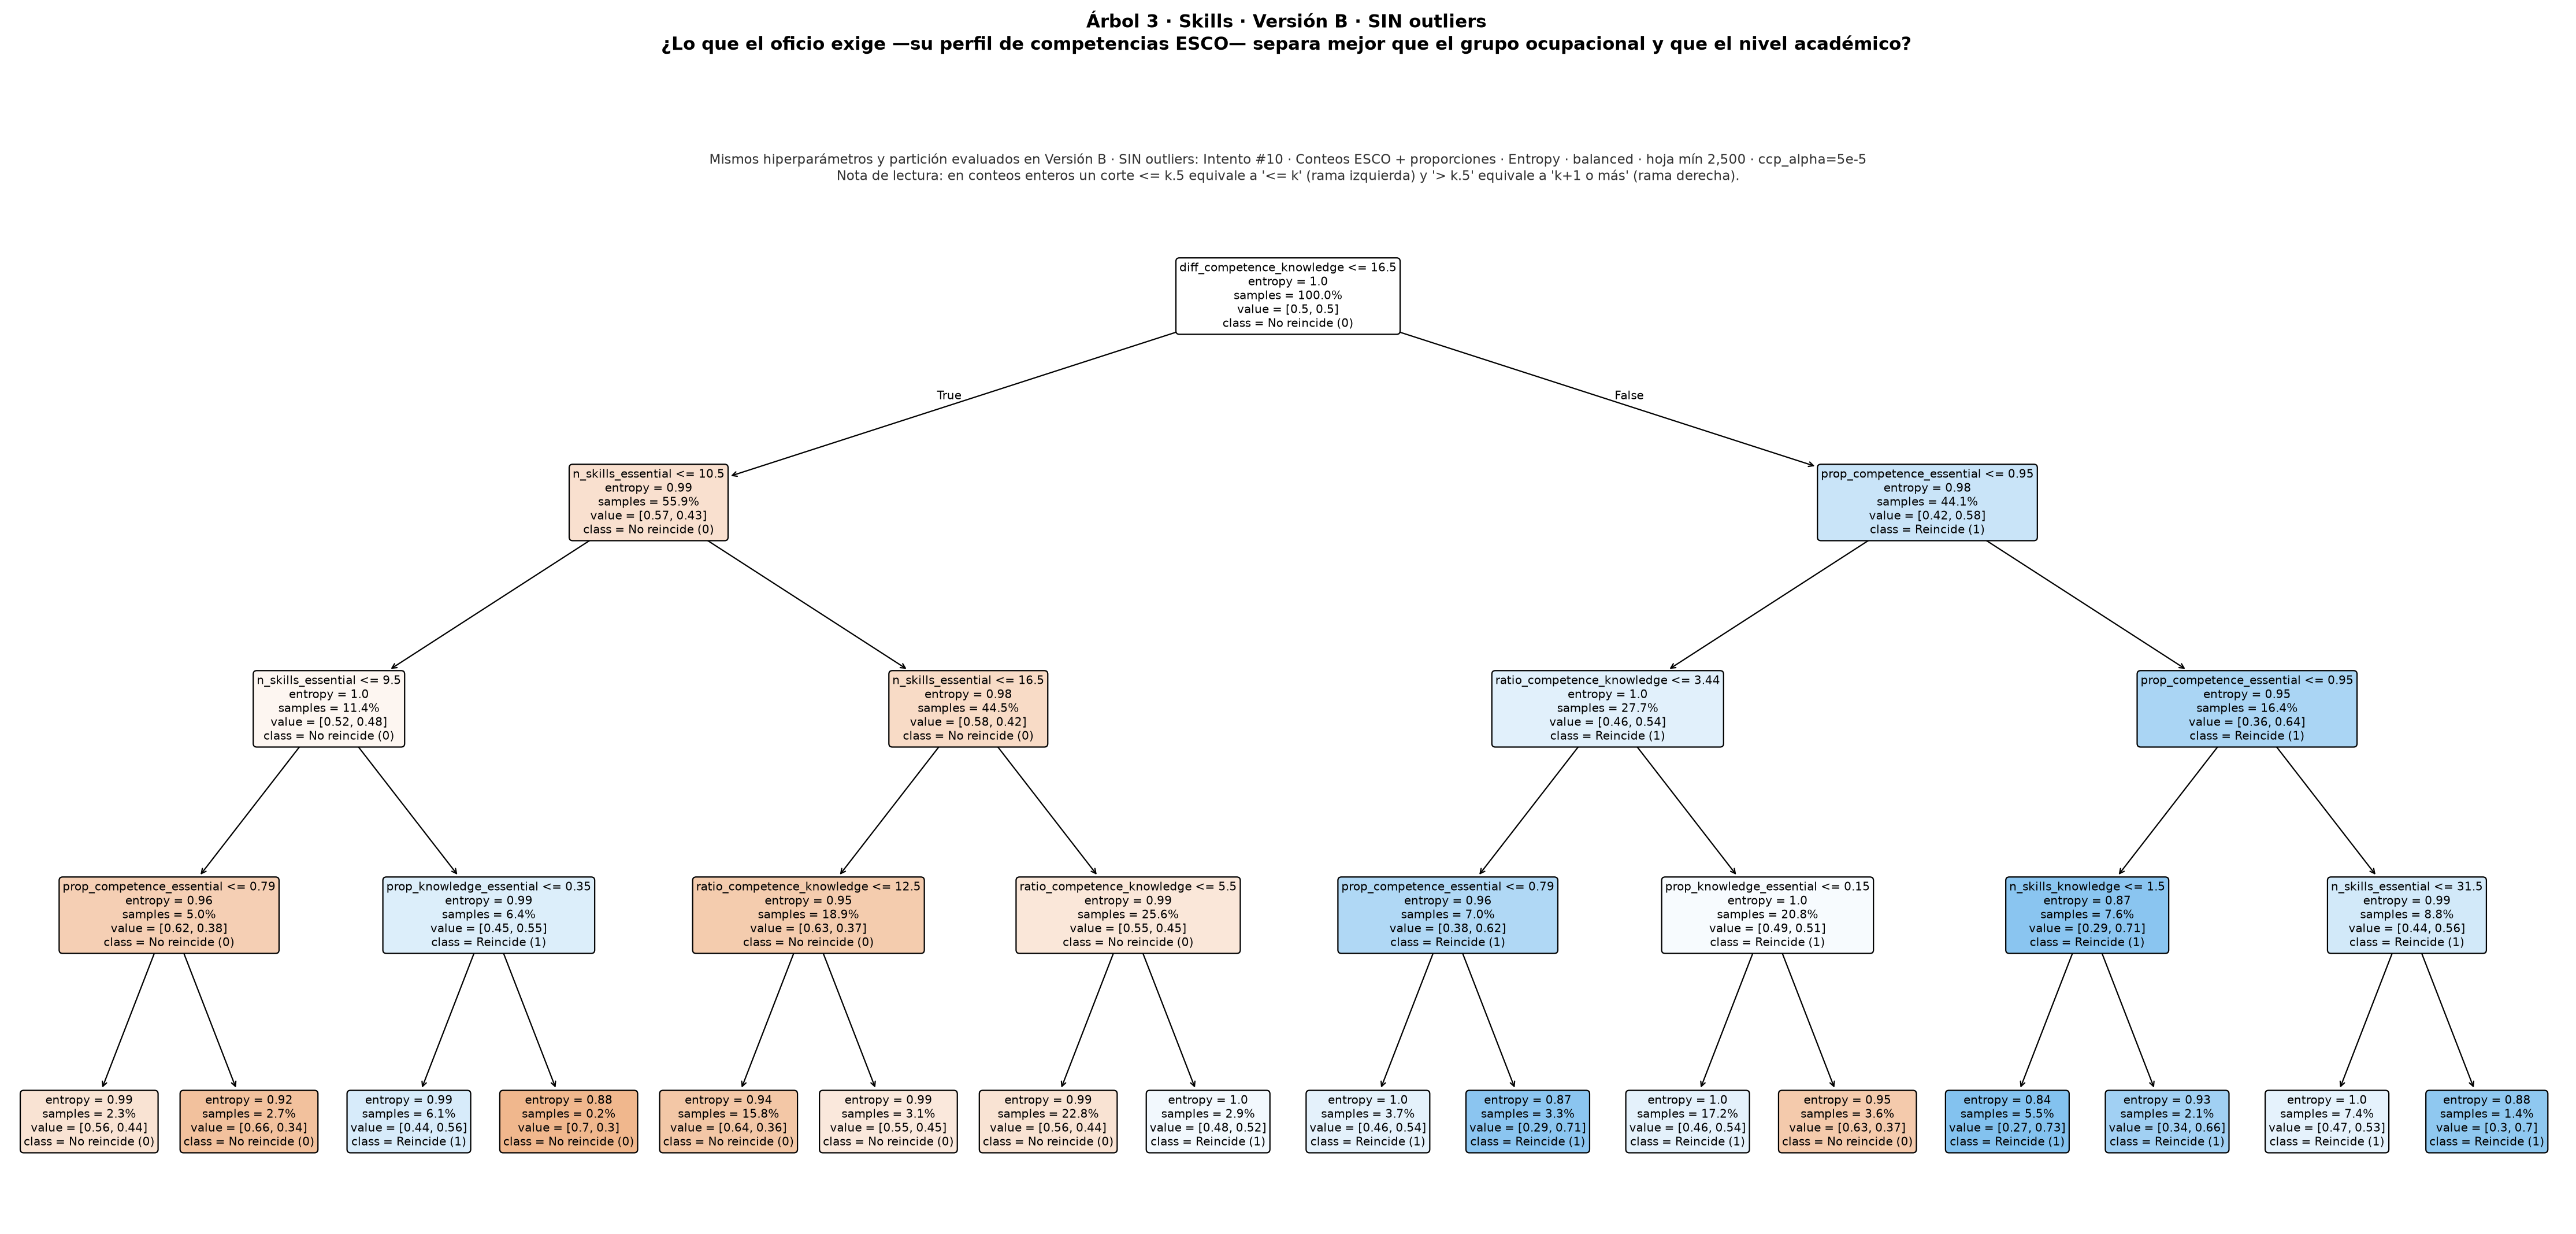 Árbol 3 · Skills · Versión B · SIN outliers
¿Lo que el oficio exige —su perfil de competencias ESCO— separa mejor que el grupo ocupacional y que el nivel académico?
Mismos hiperparámetros y partición evaluados en Versión B · SIN outliers: Intento #10 · Conteos ESCO + proporciones · Entropy · balanced · hoja mín 2,500 · ccp_alpha=5e-5
Nota de lectura: en conteos enteros un corte <= k.5 equivale a '<= k' (rama izquierda) y '> k.5' equivale a 'k+1 o más' (rama derecha).
diff_competence_knowledge <= 16.5
entropy = 1.0
samples = 100.0%
value = [0.5, 0.5]
class = No reincide (0)
True
False
n_skills_essential <= 10.5
entropy = 0.99
samples = 55.9%
value = [0.57, 0.43]
class = No reincide (0)
prop_competence_essential <= 0.95
entropy = 0.98
samples = 44.1%
value = [0.42, 0.58]
class = Reincide (1)
n_skills_essential <= 9.5
entropy = 1.0
samples = 11.4%
value = [0.52, 0.48]
class = No reincide (0)
n_skills_essential <= 16.5
entropy = 0.98
samples = 44.5%
value = [0.58, 0.42]
class = No reincide (0)
ratio_competence_knowledge <= 3.44
entropy = 1.0
samples = 27.7%
value = [0.46, 0.54]
class = Reincide (1)
prop_competence_essential <= 0.95
entropy = 0.95
samples = 16.4%
value = [0.36, 0.64]
class = Reincide (1)
prop_competence_essential <= 0.79
entropy = 0.96
samples = 5.0%
value = [0.62, 0.38]
class = No reincide (0)
prop_knowledge_essential <= 0.35
entropy = 0.99
samples = 6.4%
value = [0.45, 0.55]
class = Reincide (1)
ratio_competence_knowledge <= 12.5
entropy = 0.95
samples = 18.9%
value = [0.63, 0.37]
class = No reincide (0)
ratio_competence_knowledge <= 5.5
entropy = 0.99
samples = 25.6%
value = [0.55, 0.45]
class = No reincide (0)
prop_competence_essential <= 0.79
entropy = 0.96
samples = 7.0%
value = [0.38, 0.62]
class = Reincide (1)
prop_knowledge_essential <= 0.15
entropy = 1.0
samples = 20.8%
value = [0.49, 0.51]
class = Reincide (1)
n_skills_knowledge <= 1.5
entropy = 0.87
samples = 7.6%
value = [0.29, 0.71]
class = Reincide (1)
n_skills_essential <= 31.5
entropy = 0.99
samples = 8.8%
value = [0.44, 0.56]
class = Reincide (1)
entropy = 0.99
samples = 2.3%
value = [0.56, 0.44]
class = No reincide (0)
entropy = 0.92
samples = 2.7%
value = [0.66, 0.34]
class = No reincide (0)
entropy = 0.99
samples = 6.1%
value = [0.44, 0.56]
class = Reincide (1)
entropy = 0.88
samples = 0.2%
value = [0.7, 0.3]
class = No reincide (0)
entropy = 0.94
samples = 15.8%
value = [0.64, 0.36]
class = No reincide (0)
entropy = 0.99
samples = 3.1%
value = [0.55, 0.45]
class = No reincide (0)
entropy = 0.99
samples = 22.8%
value = [0.56, 0.44]
class = No reincide (0)
entropy = 1.0
samples = 2.9%
value = [0.48, 0.52]
class = Reincide (1)
entropy = 1.0
samples = 3.7%
value = [0.46, 0.54]
class = Reincide (1)
entropy = 0.87
samples = 3.3%
value = [0.29, 0.71]
class = Reincide (1)
entropy = 1.0
samples = 17.2%
value = [0.46, 0.54]
class = Reincide (1)
entropy = 0.95
samples = 3.6%
value = [0.63, 0.37]
class = No reincide (0)
entropy = 0.84
samples = 5.5%
value = [0.27, 0.73]
class = Reincide (1)
entropy = 0.93
samples = 2.1%
value = [0.34, 0.66]
class = Reincide (1)
entropy = 1.0
samples = 7.4%
value = [0.47, 0.53]
class = Reincide (1)
entropy = 0.88
samples = 1.4%
value = [0.3, 0.7]
class = Reincide (1)